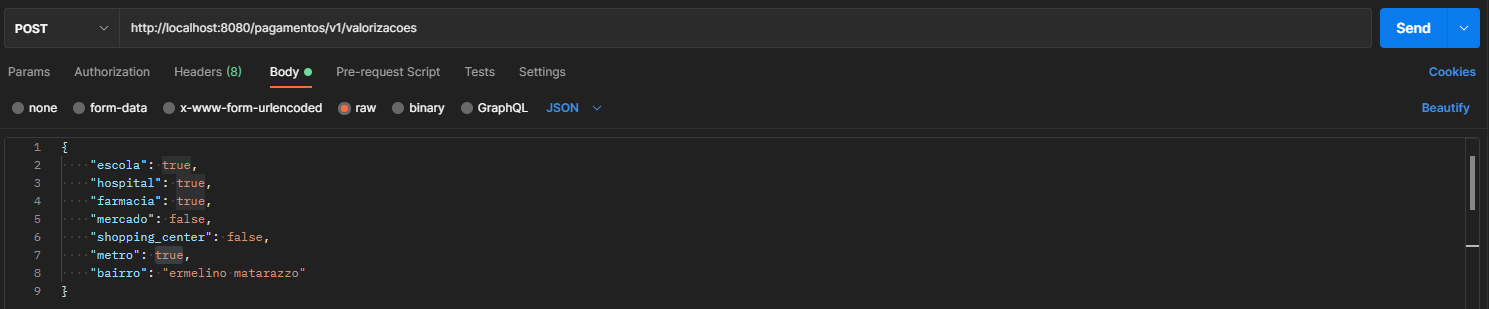 POST http://localhost:8080/pagamentos/v1/valorizacoes Send
Params Authorization Headers (8) Body Pre-request Script Tests Settings Cookies
none form-data x-www-form-urlencoded raw binary GraphQL JSON Beautify
1 {
2 "escola": true,
3 "hospital": true,
4 "farmacia": true,
5 "mercado": false,
6 "shopping_center": false,
7 "metro": true,
8 "bairro": "ermelino matarazzo"
9 }